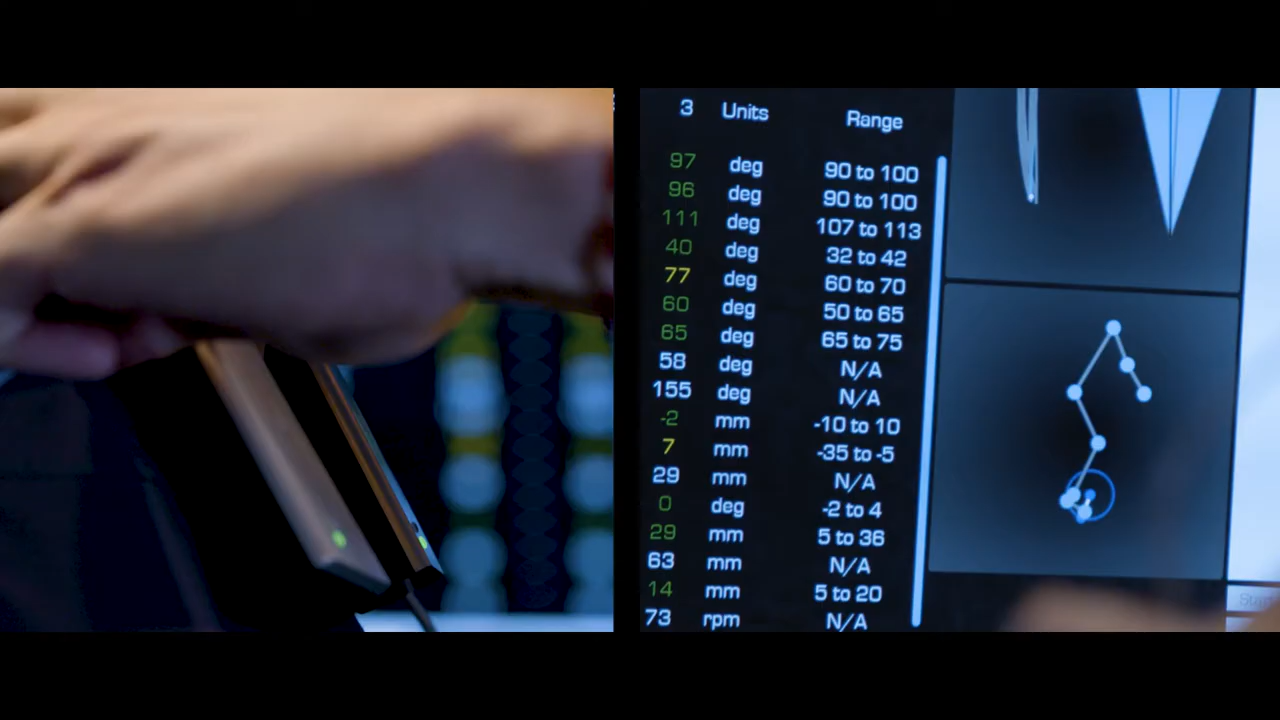 3 Units Range
97 deg 90 to 100
96 deg 90 to 100
111 deg 107 to 113
40 deg 32 to 42
77 deg 60 to 70
60 deg 50 to 65
65 deg 65 to 75
58 deg N/A
155 deg N/A
-2 mm -10 to 10
7 mm -35 to -5
29 mm N/A
0 deg -2 to 4
29 mm 5 to 36
63 mm N/A
14 mm 5 to 20
73 rpm N/A